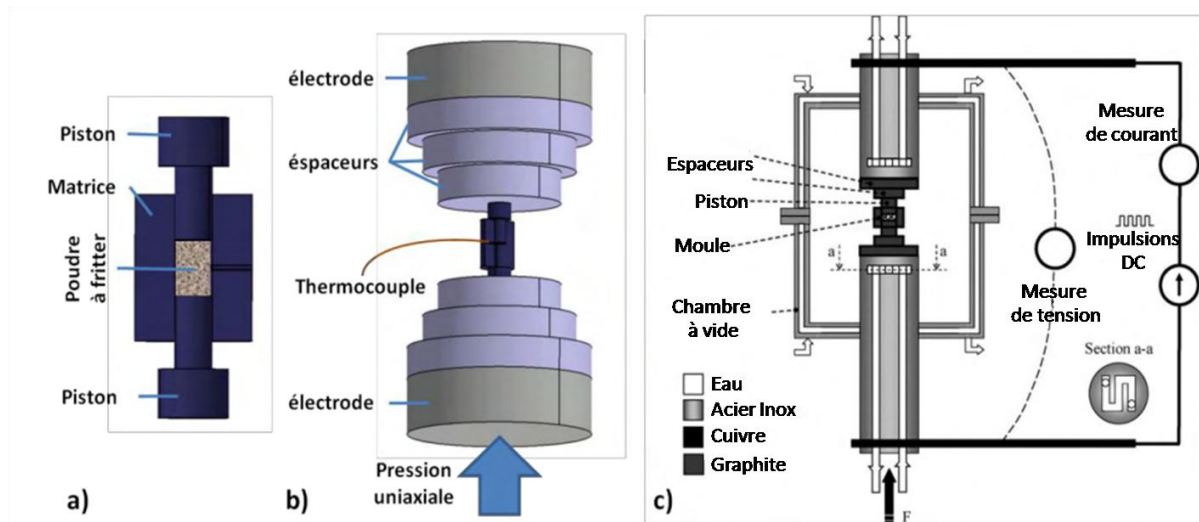 Piston
Matrice
Poudre
à fritter
Piston
a)
électrode
éspaceurs
Thermocouple
électrode
Pression
uniaxiale
b)
Espaceurs
Piston
Moule
a
a
Chambre
à vide
Mesure
de courant
Impulsions
DC
Mesure
de tension
Section a-a
Eau
Acier Inox
Cuivre
Graphite
F
c)